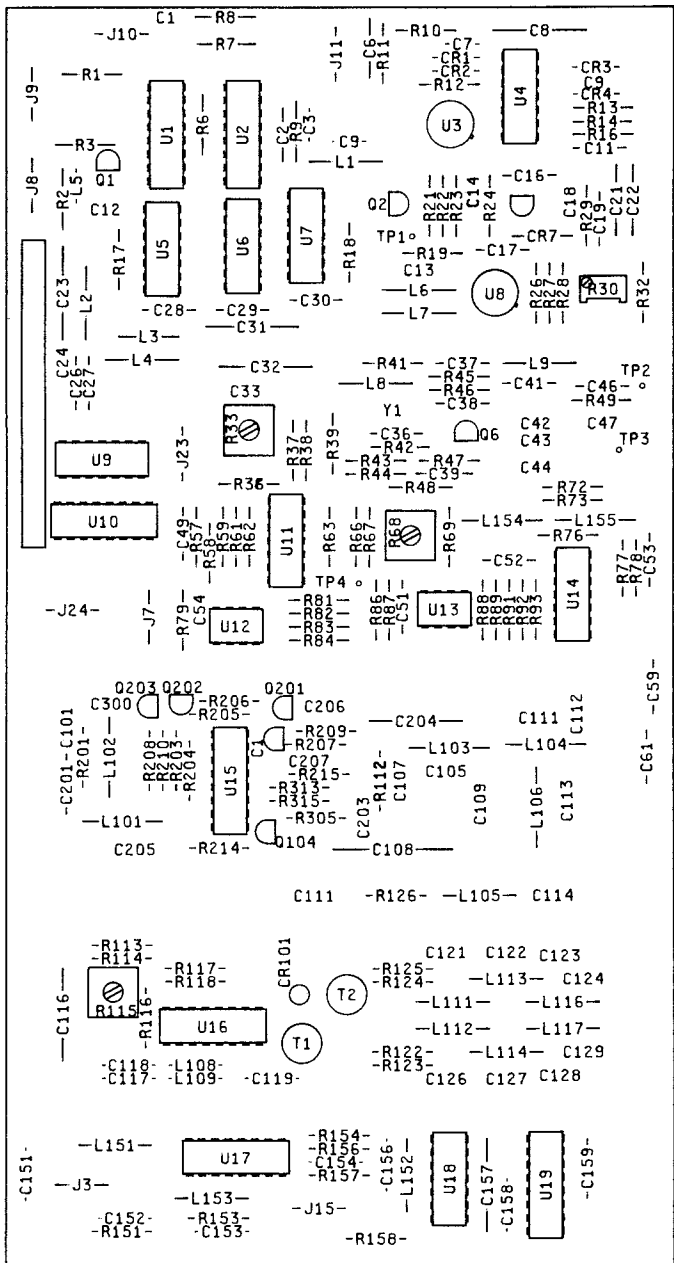 C1 -R8-
-J10-
-R7-
J11
C6
R11
-R10-
-C7-
-CR1-
-CR2-
-R12-
C8
U4
-CR3-
C9
-CR4-
-R13-
-R14-
-R16-
-C11-
J9
-R1-
U1
R6
U2
C2
R9
C3
-C9-
-L1-
U3
-R3-
Q1
J8
R2
L5
C12
R17
U5
U6
U7
R18
Q2
R21
R22
R23
C14
R24
-C16-
C18
R29
C19
C21
C22
TP1
-R19-
-C17-
-CR7-
C13
-L6-
-L7-
U8
R26
R27
R28
R30
R32
C23
L2
-C28-
-C29-
-C30-
C31
-L3-
-L4-
C24
C26
C27
C32
C33
R33
-R41-
-L8-
-C37-
-R45-
-R46-
-C38-
-L9-
-C41-
TP2
-C46-
-R49-
Y1
-C36-
-R42-
-R43-
-R44-
Q6
-R47-
-C39-
-R48-
C42
C43
C44
C47
TP3
U9
J23
R37
R38
R39
-R36-
-R72-
-R73-
U10
C49
R57
R58
R59
R61
R62
U11
R63
R66
R67
R68
R69
-L154-
-L155-
-R76-
-C52-
U14
R77
R78
C53
TP4
-J24-
J7
R79
C54
U12
-R81-
-R82-
-R83-
-R84-
R86
R87
C51
U13
R88
R89
R91
R92
R93
Q203
Q202
C300
-R206-
-R205-
Q201
C206
C59
C201
C101
R201
L102
R208
R210
R203
R204
U15
C1
-R209-
-R207-
C207
-R215-
-R313-
-R315-
-R305-
C204
-L103-
R112
C107
C105
C203
C109
C111
C112
-L104-
L106
C113
C61
-L101-
C205
-R214-
Q104
C108
C111
-R126-
-L105-
C114
-R113-
-R114-
C116
R115
R116
-R117-
-R118-
CR101
T2
-R125-
-R124-
C121
C122
C123
-L113-
C124
-L111-
-L116-
U16
T1
-L112-
-L117-
-R122-
-R123-
-L114-
C129
C126
C127
C128
-C118-
-L108-
-C117-
-L109-
-C119-
C151
-L151-
-J3-
U17
-R154-
-R156-
-C154-
-R157-
C156
L152
U18
C157
C158
U19
C159
-L153-
-J15-
-C152-
-R153-
-R151-
-C153-
-R158-